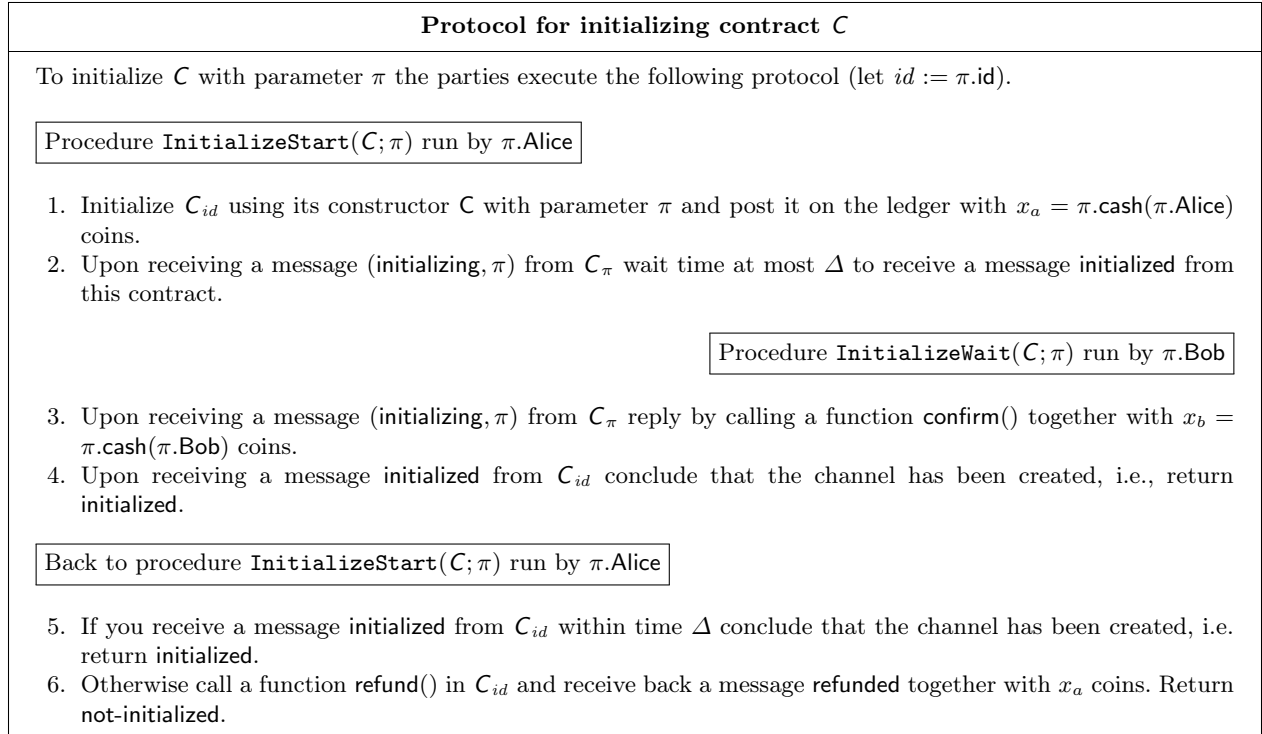 Protocol for initializing contract C
To initialize C with parameter π the parties execute the following protocol (let id := π.id).
Procedure InitializeStart(C; π) run by π.Alice
1. Initialize C_id using its constructor C with parameter π and post it on the ledger with x_a = π.cash(π.Alice)
coins.
2. Upon receiving a message (initializing, π) from C_π wait time at most Δ to receive a message initialized from
this contract.
Procedure InitializeWait(C; π) run by π.Bob
3. Upon receiving a message (initializing, π) from C_π reply by calling a function confirm() together with x_b =
π.cash(π.Bob) coins.
4. Upon receiving a message initialized from C_id conclude that the channel has been created, i.e., return
initialized.
Back to procedure InitializeStart(C; π) run by π.Alice
5. If you receive a message initialized from C_id within time Δ conclude that the channel has been created, i.e.
return initialized.
6. Otherwise call a function refund() in C_id and receive back a message refunded together with x_a coins. Return
not-initialized.